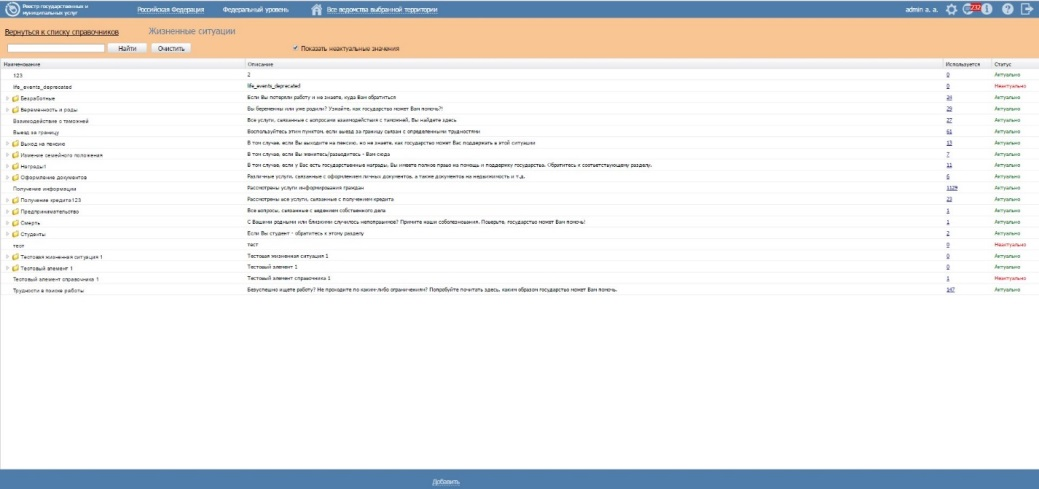 Реестр государственных и муниципальных услуг
Российская Федерация Федеральный уровень Все ведомства выбранной территории admin a. a. 232
Вернуться к списку справочников Жизненные ситуации
Найти Очистить Показать неактуальные значения
Наименование Описание Используется Статус
123 2 0 Актуально
life_events_deprecated life_events_deprecated 0 Неактуально
Безработные Если Вы потеряли работу и не знаете, куда Вам обратиться 24 Актуально
Беременность и роды Вы беременны или уже родили? Узнайте, как государство может Вам помочь?! 29 Актуально
Взаимодействие с таможней Все услуги, связанные с вопросами взаимодействия с таможней, Вы найдете здесь 27 Актуально
Выезд за границу Воспользуйтесь этим пунктом, если выезд за границу связан с определенными трудностями 61 Актуально
Выход на пенсию В том случае, если Вы выходите на пенсию, но не знаете, как государство может Вас поддержать в этой ситуации 15 Актуально
семейного положения В том случае, если Вы женитесь/разводитесь - Вам сюда 7 Актуально
Награды1 В том случае, если у Вас есть государственные награды, Вы имеете полное право на помощь и поддержку государства. Обратитесь к разделу. 11 Актуально
Оформление документов Различные услуги, связанные с оформлением личных документов, а также документов на недвижимость и т.д. 6 Актуально
Получение информации Рассмотрены услуги информирования граждан 1129 Актуально
Получение кредита123 Рассмотрены все услуги, связанные с получением кредита 23 Актуально
Предпринимательство Все вопросы, связанные с ведением собственного дела 1 Актуально
Смерть С Вашими родными или близкими случилось непоправимое? Примите наши соболезнования. Поверьте, государство может Вам помочь! 1 Актуально
Студенты Если Вы студент - обратитесь к этому разделу 2 Актуально
тест тест 0 Неактуально
Тестовая жизненная ситуация 1 Тестовая жизненная ситуация 1 0 Актуально
Тестовый элемент 1 Тестовый элемент 1 0 Актуально
Тестовый элемент справочника 1 Тестовый элемент справочника 1 1 Неактуально
Трудности в поиске работы Безуспешно ищете работу? Не проходите по каким-либо ограничениям? Попробуйте почитать здесь, каким образом государство может Вам помочь. 147 Актуально
Добавить